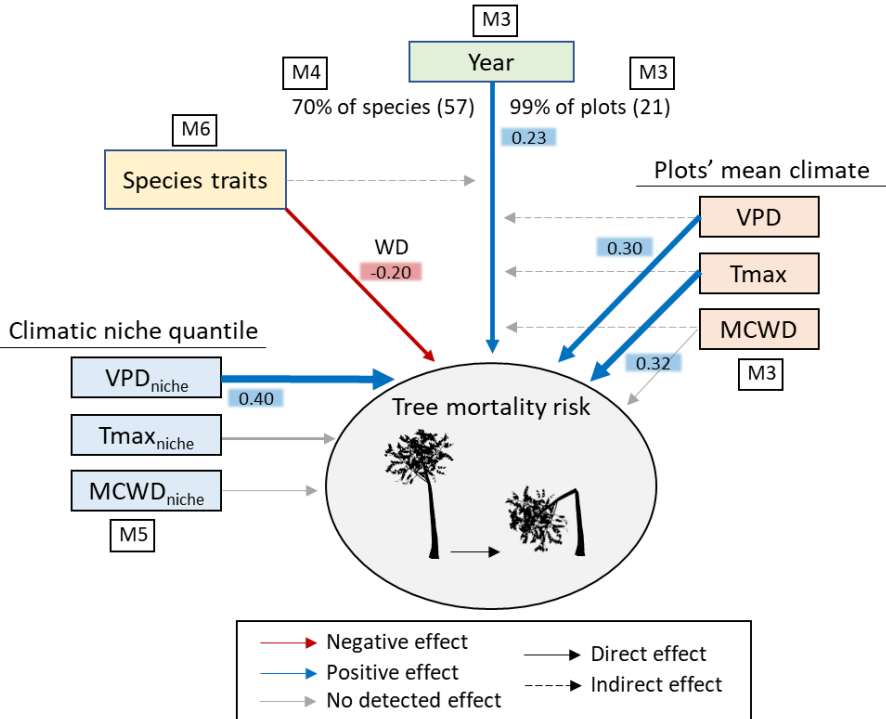 M3
Year
M4
M3
70% of species (57)
99% of plots (21)
0.23
M6
Species traits
Plots' mean climate
VPD
0.30
Tmax
WD
-0.20
MCWD
0.32
M3
Climatic niche quantile
VPDniche
0.40
Tmaxniche
MCWDniche
M5
Tree mortality risk
Negative effect
Positive effect
No detected effect
Direct effect
Indirect effect